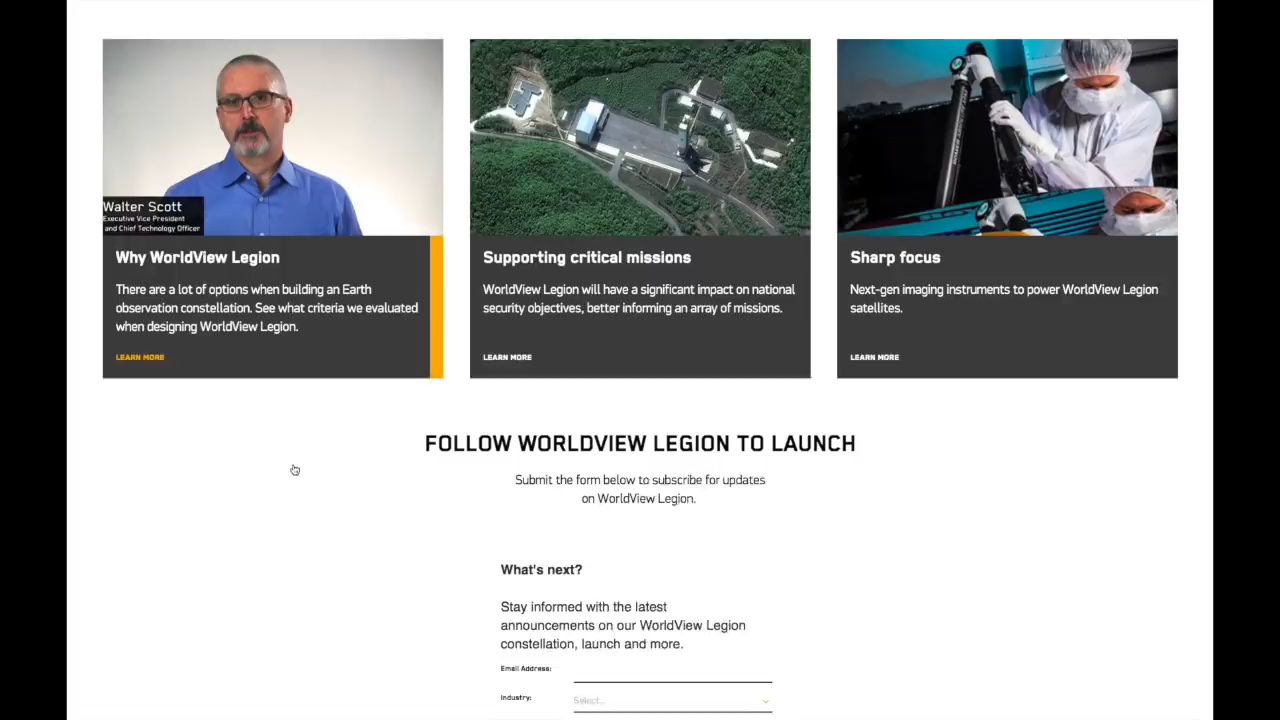 Walter Scott
Executive Vice President
and Chief Technology Officer
Why WorldView Legion
There are a lot of options when building an Earth
observation constellation. See what criteria we evaluated
when designing WorldView Legion.
LEARN MORE
Supporting critical missions
WorldView Legion will have a significant impact on national
security objectives, better informing an array of missions.
LEARN MORE
Sharp focus
Next-gen imaging instruments to power WorldView Legion
satellites.
LEARN MORE
FOLLOW WORLDVIEW LEGION TO LAUNCH
Submit the form below to subscribe for updates
on WorldView Legion.
What's next?
Stay informed with the latest
announcements on our WorldView Legion
constellation, launch and more.
Email Address:
Industry:
Select...